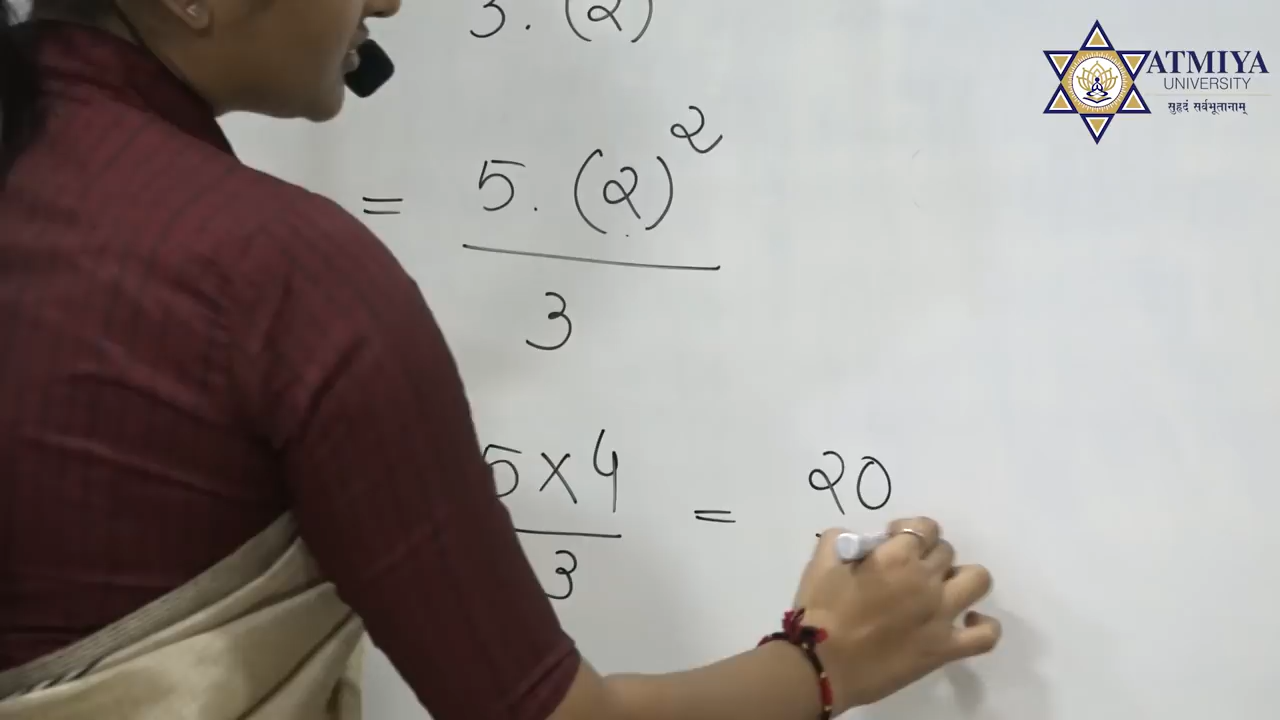 3. (2)
ATMIYA
UNIVERSITY
सुहृदं सर्वभूतानाम्
= 5. (2)²
3
5 × 4 = 20
3